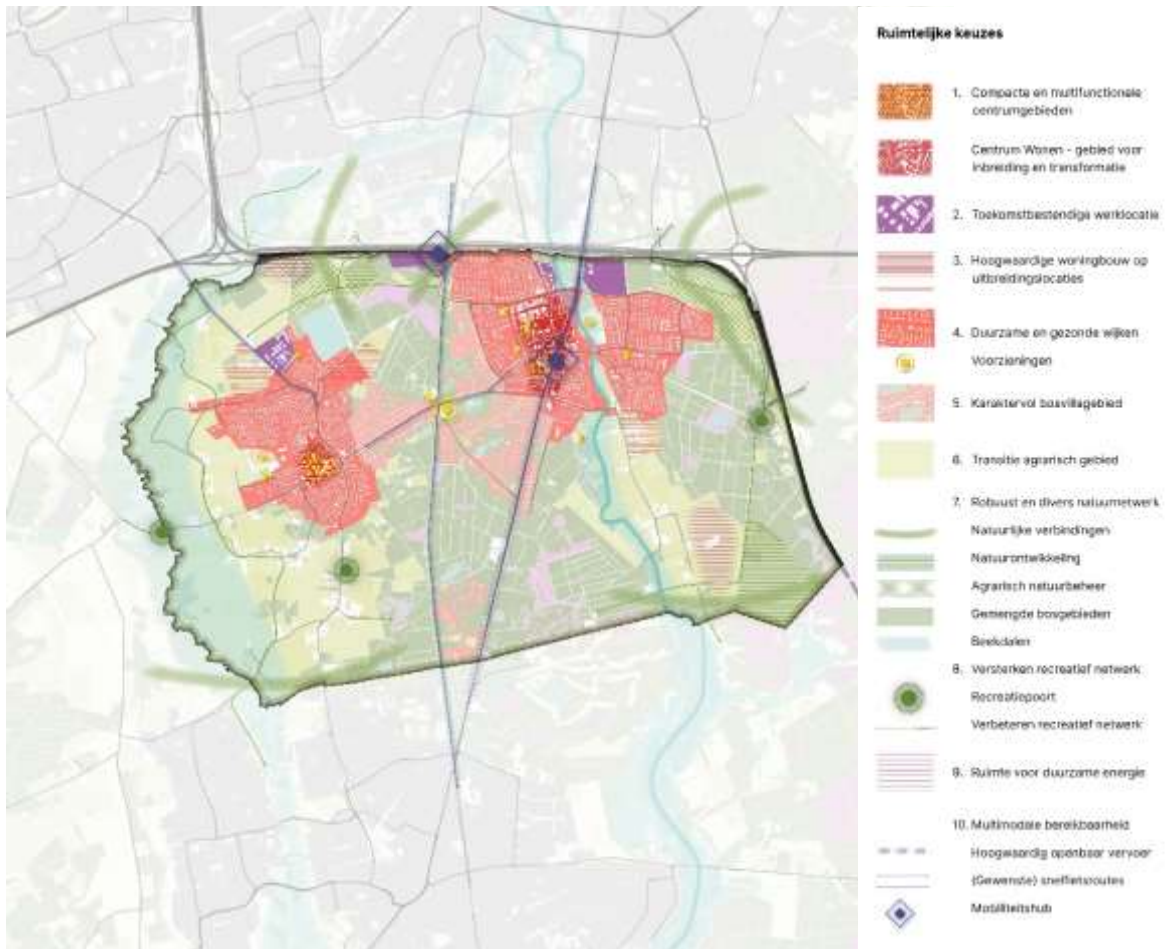 Ruimtelijke keuzes
1. Compacte en multifunctionele
centrumgebieden
Centrum Wonen - gebied voor
inbreiding en transformatie
2. Toekomstbestendige werklocatie
3. Hoogwaardige woningbouw op
uitbreidingslocaties
4. Duurzame en gezonde wijken
Voorzieningen
5. Karaktervol bosvillagebied
6. Transitie agrarisch gebied
7. Robuust en divers natuurnetwerk
Natuurlijke verbindingen
Natuurontwikkeling
Agrarisch natuurbeheer
Gemengde bosgebieden
Beekdalen
8. Versterken recreatief netwerk
Recreatiepoort
Verbeteren recreatief netwerk
9. Ruimte voor duurzame energie
10. Multimodale bereikbaarheid
Hoogwaardig openbaar vervoer
(Gewenste) snelfietsroutes
Mobiliteitshub